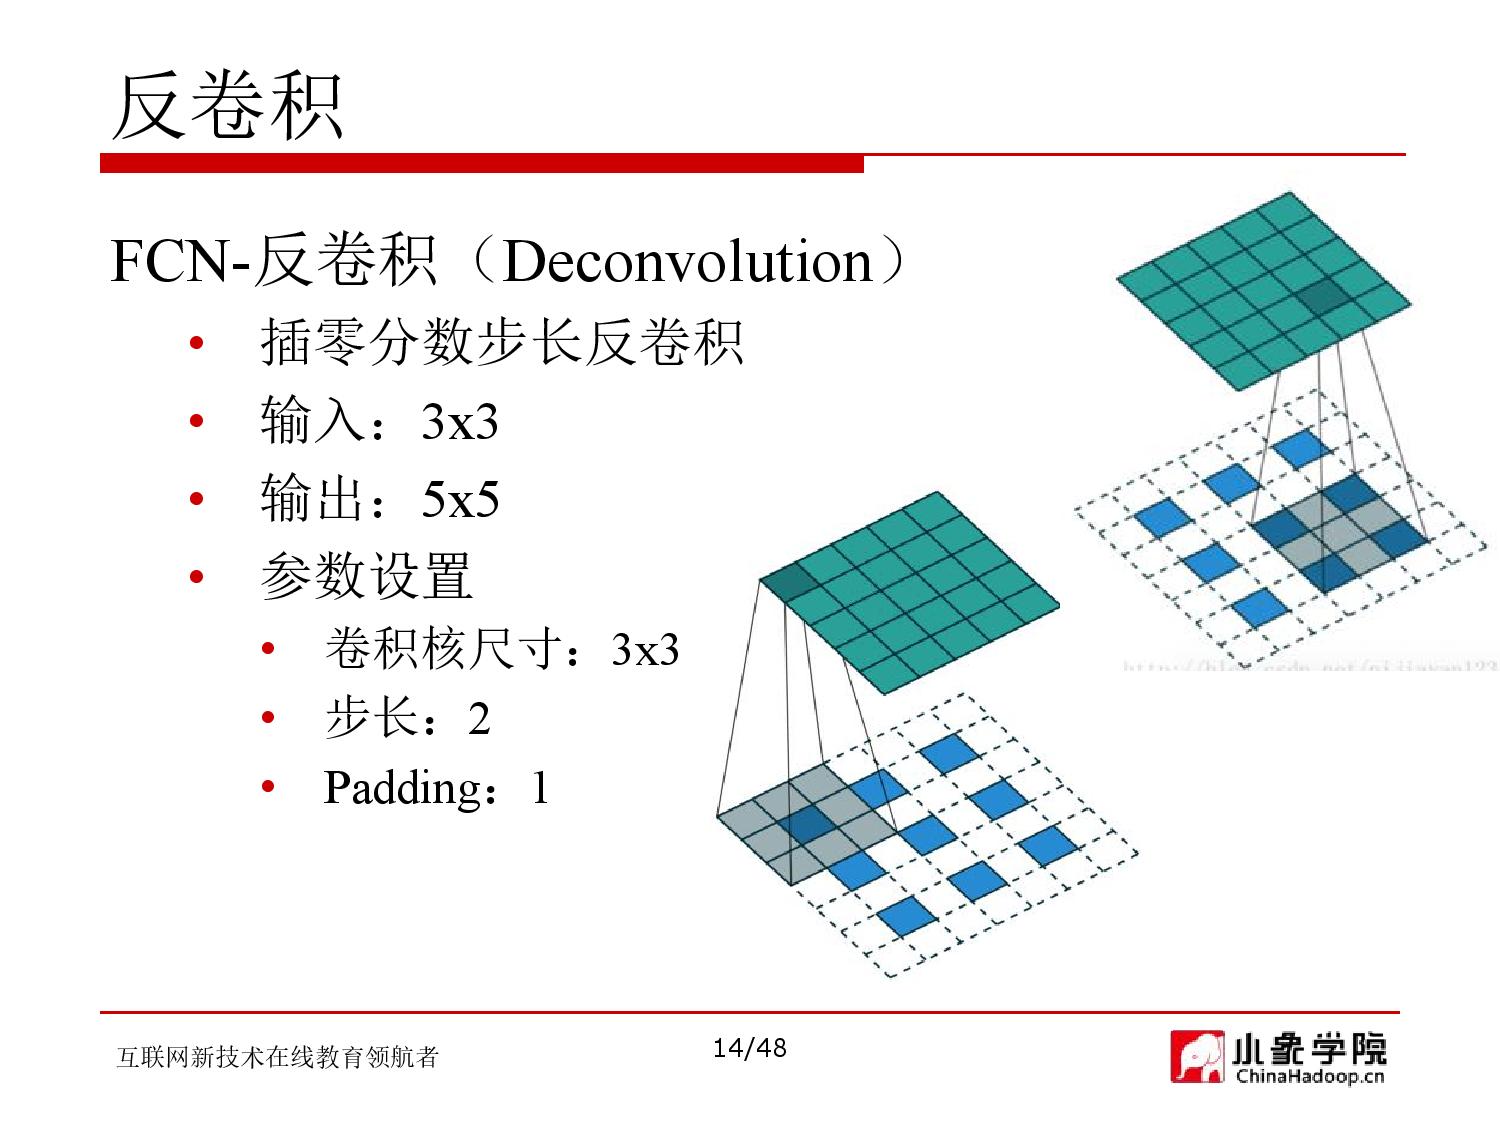 反卷积
FCN-反卷积（Deconvolution）
• 插零分数步长反卷积
• 输入：3x3
• 输出：5x5
• 参数设置
• 卷积核尺寸：3x3
• 步长：2
• Padding：1
互联网新技术在线教育领航者
14/48
小象学院
ChinaHadoop.cn